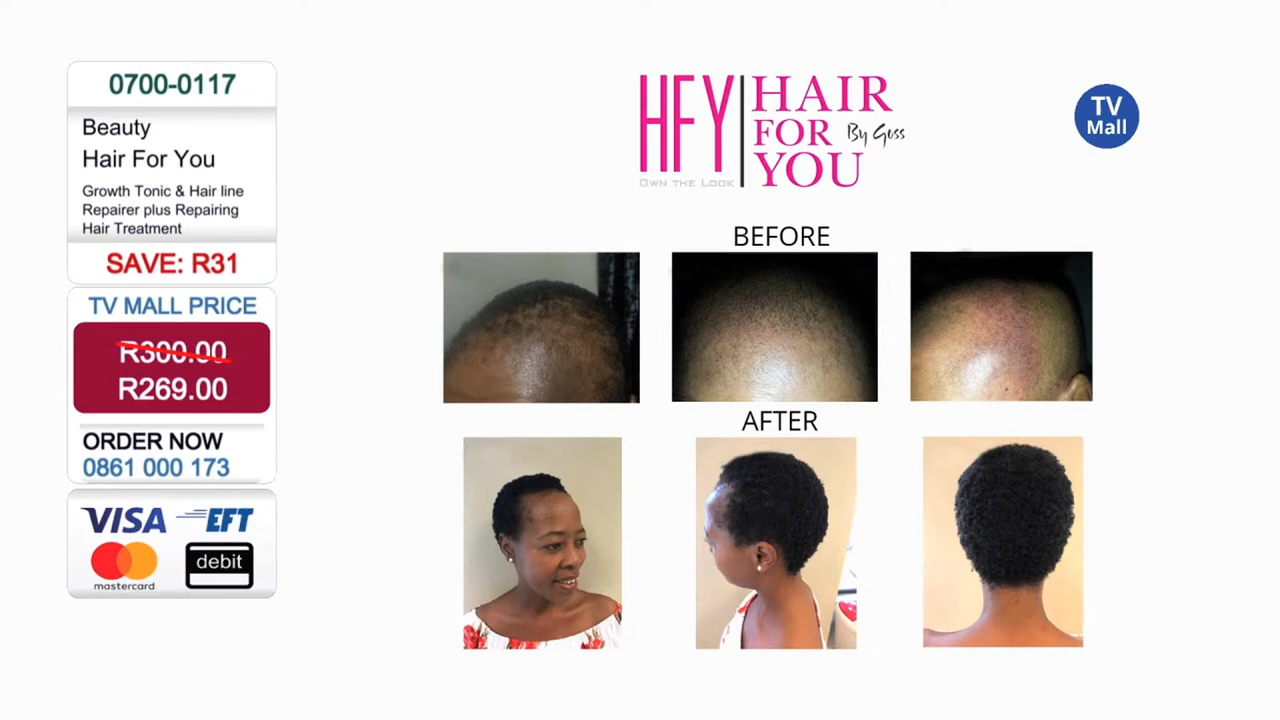 0700-0117
Beauty
Hair For You
Growth Tonic & Hair line
Repairer plus Repairing
Hair Treatment
SAVE: R31
TV MALL PRICE
R300.00
R269.00
ORDER NOW
0861 000 173
VISA EFT
mastercard debit
HFY
OWN THE LOOK
HAIR
FOR By Goss
YOU
TV
Mall
BEFORE
AFTER